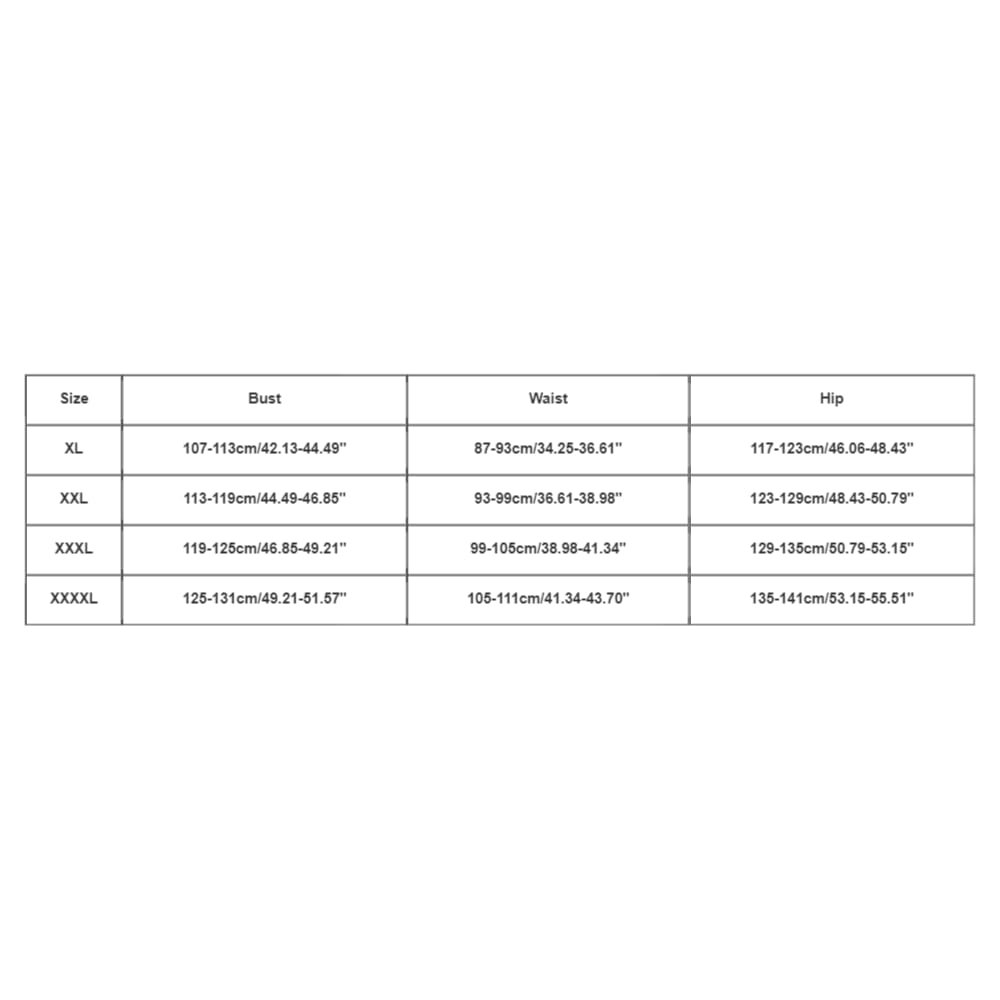 Size Bust Waist Hip
XL 107-113cm/42.13-44.49" 87-93cm/34.25-36.61" 117-123cm/46.06-48.43"
XXL 113-119cm/44.49-46.85" 93-99cm/36.61-38.98" 123-129cm/48.43-50.79"
XXXL 119-125cm/46.85-49.21" 99-105cm/38.98-41.34" 129-135cm/50.79-53.15"
XXXXL 125-131cm/49.21-51.57" 105-111cm/41.34-43.70" 135-141cm/53.15-55.51"